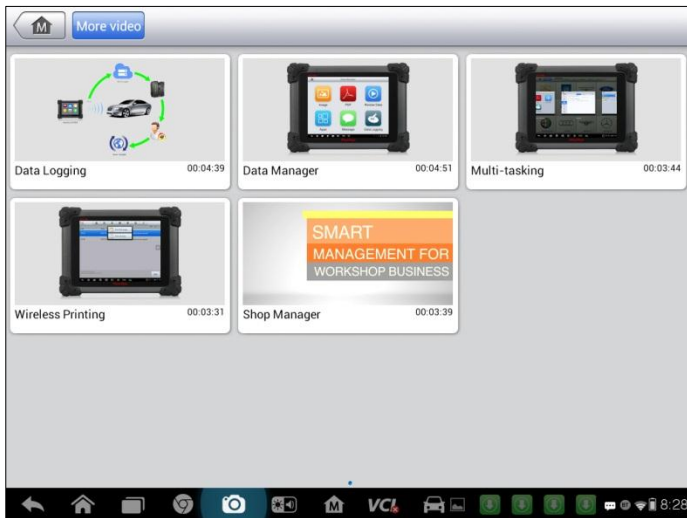 M
More video
Data Logging 00:04:39
Data Manager 00:04:51
Multi-tasking 00:03:44
SMART
MANAGEMENT FOR
WORKSHOP BUSINESS
Wireless Printing 00:03:31
Shop Manager 00:03:39
M VCI 8:28